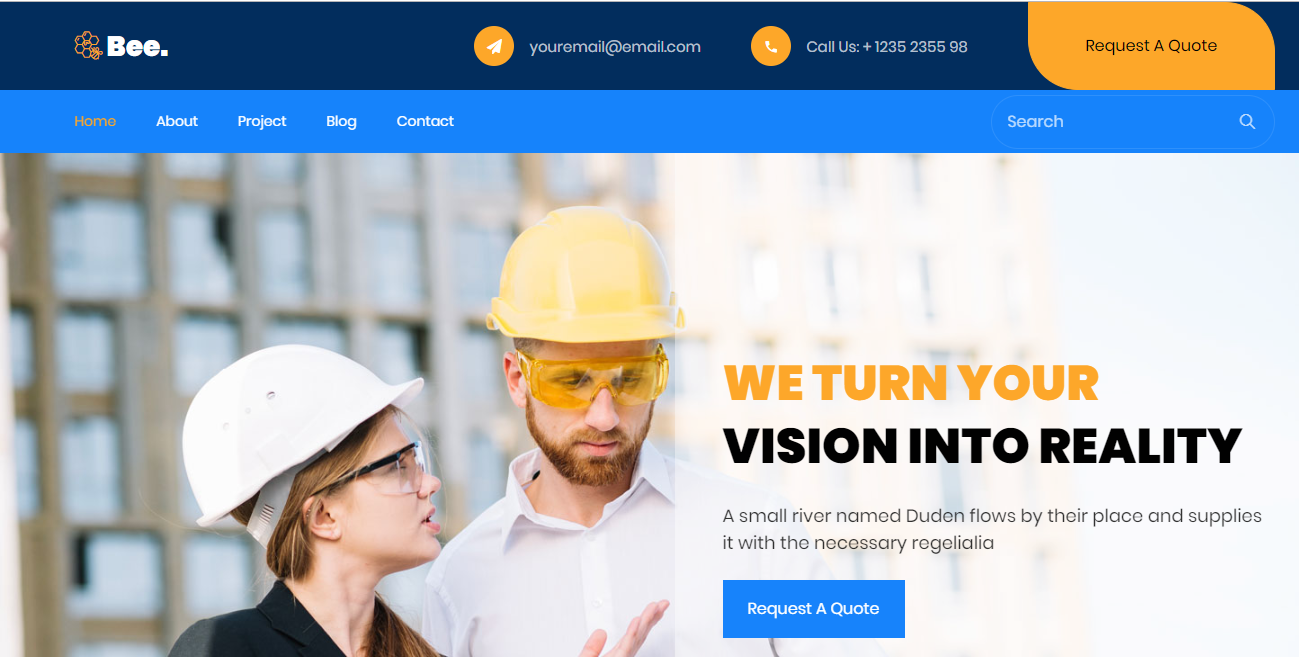 Bee.
youremail@email.com
Call Us: + 1235 2355 98
Request A Quote
Home
About
Project
Blog
Contact
Search
WE TURN YOUR
VISION INTO REALITY
A small river named Duden flows by their place and supplies
it with the necessary regelialia
Request A Quote